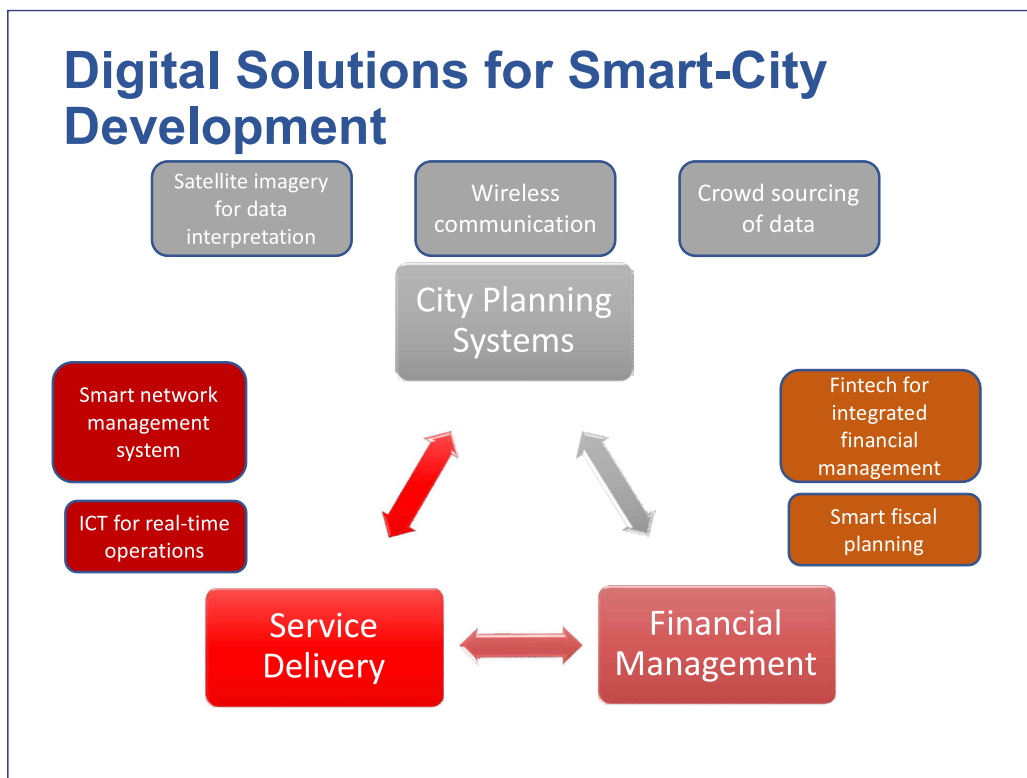 Digital Solutions for Smart-City
Development
Satellite imagery
for data
interpretation
Wireless
communication
Crowd sourcing
of data
City Planning
Systems
Smart network
management
system
Fintech for
integrated
financial
management
ICT for real-time
operations
Smart fiscal
planning
Service
Delivery
Financial
Management